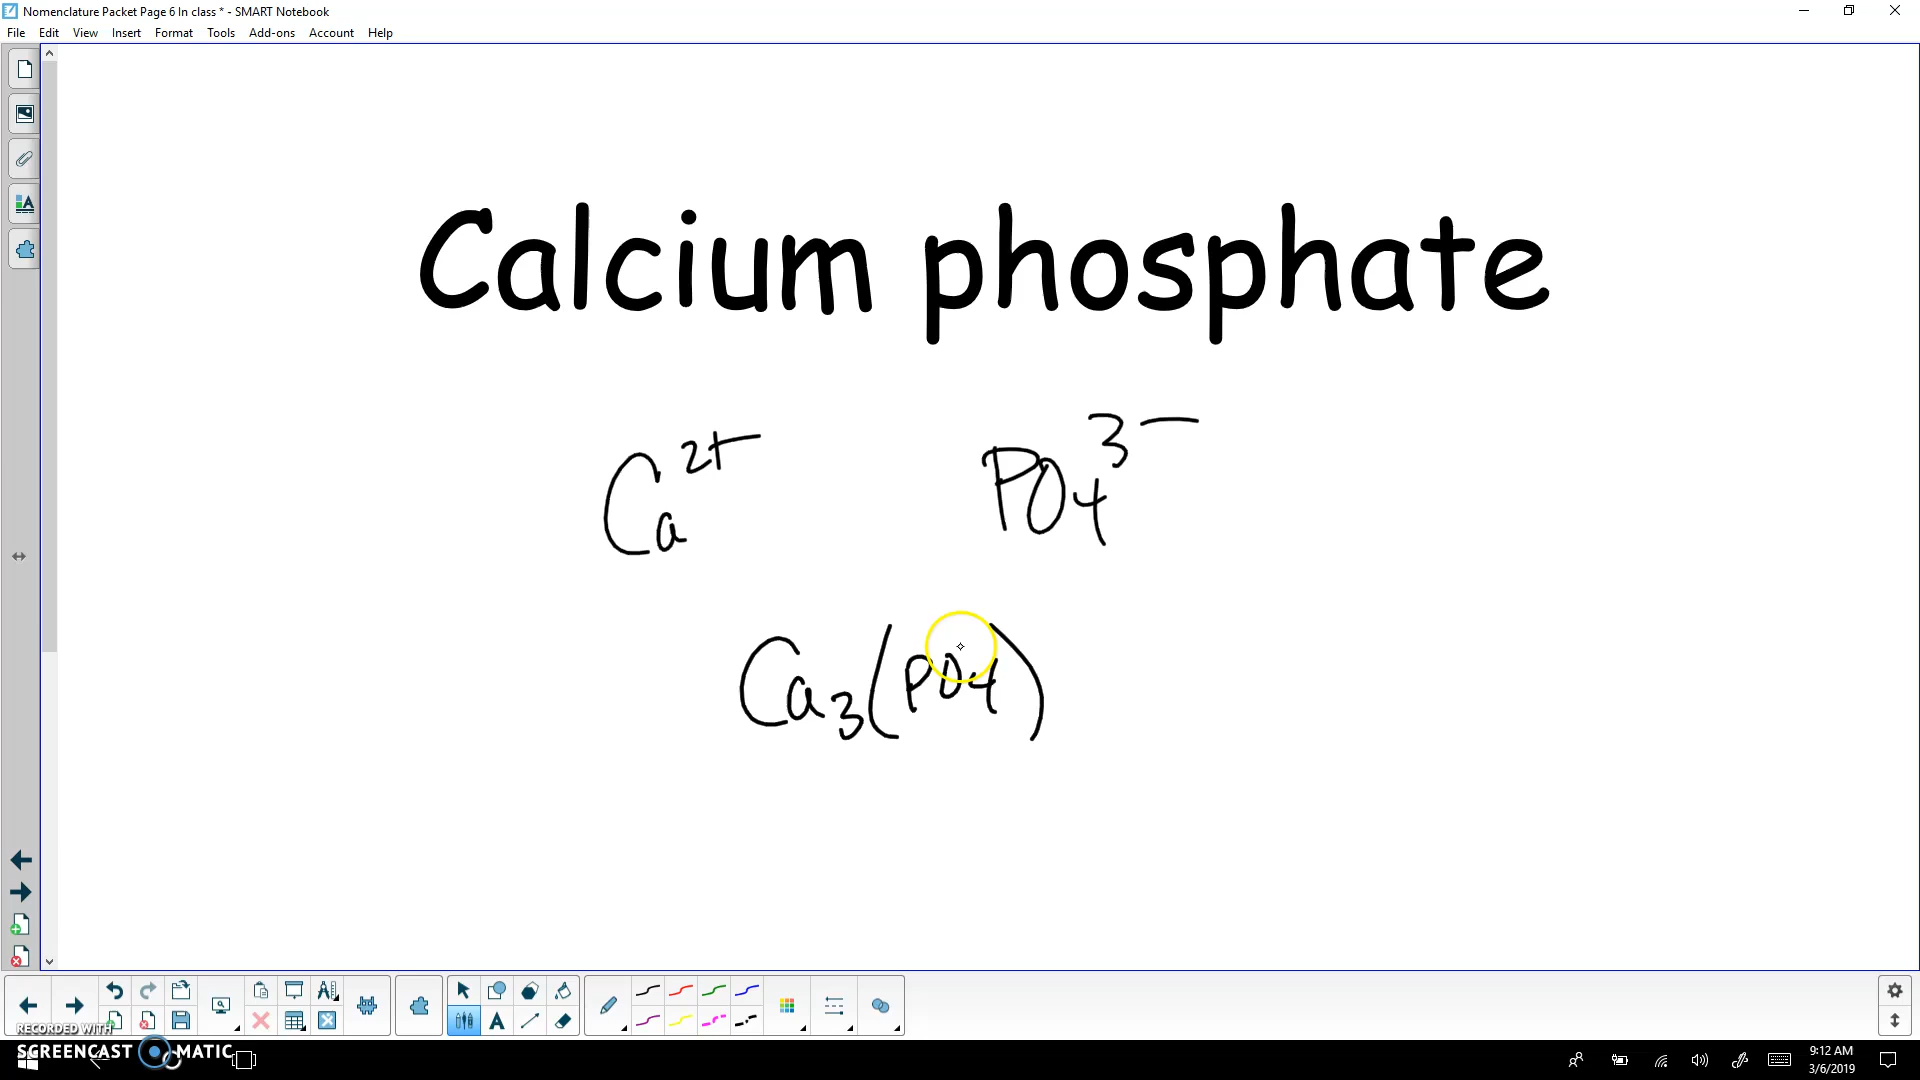 Nomenclature Packet Page 6 In class * - SMART Notebook
File Edit View Insert Format Tools Add-ons Account Help
Calcium phosphate
Ca²⁺ PO₄³⁻
Ca₃(PO₄)
RECORDED WITH
SCREENCAST MATIC
9:12 AM
3/6/2019